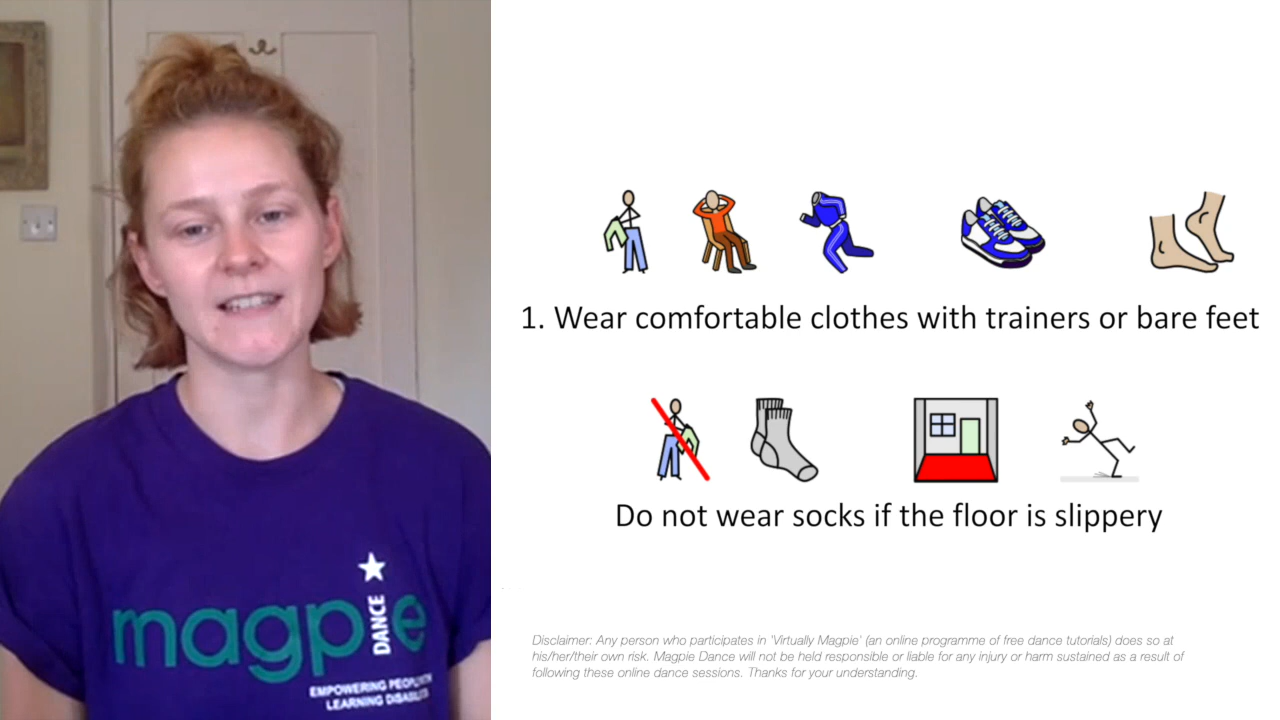 magpie
DANCE
EMPOWERING
LEARNING
1. Wear comfortable clothes with trainers or bare feet
Do not wear socks if the floor is slippery
Disclaimer: Any person who participates in 'Virtually Magpie' (an online programme of free dance tutorials) does so at
his/her/their own risk. Magpie Dance will not be held responsible or liable for any injury or harm sustained as a result of
following these online dance sessions. Thanks for your understanding.